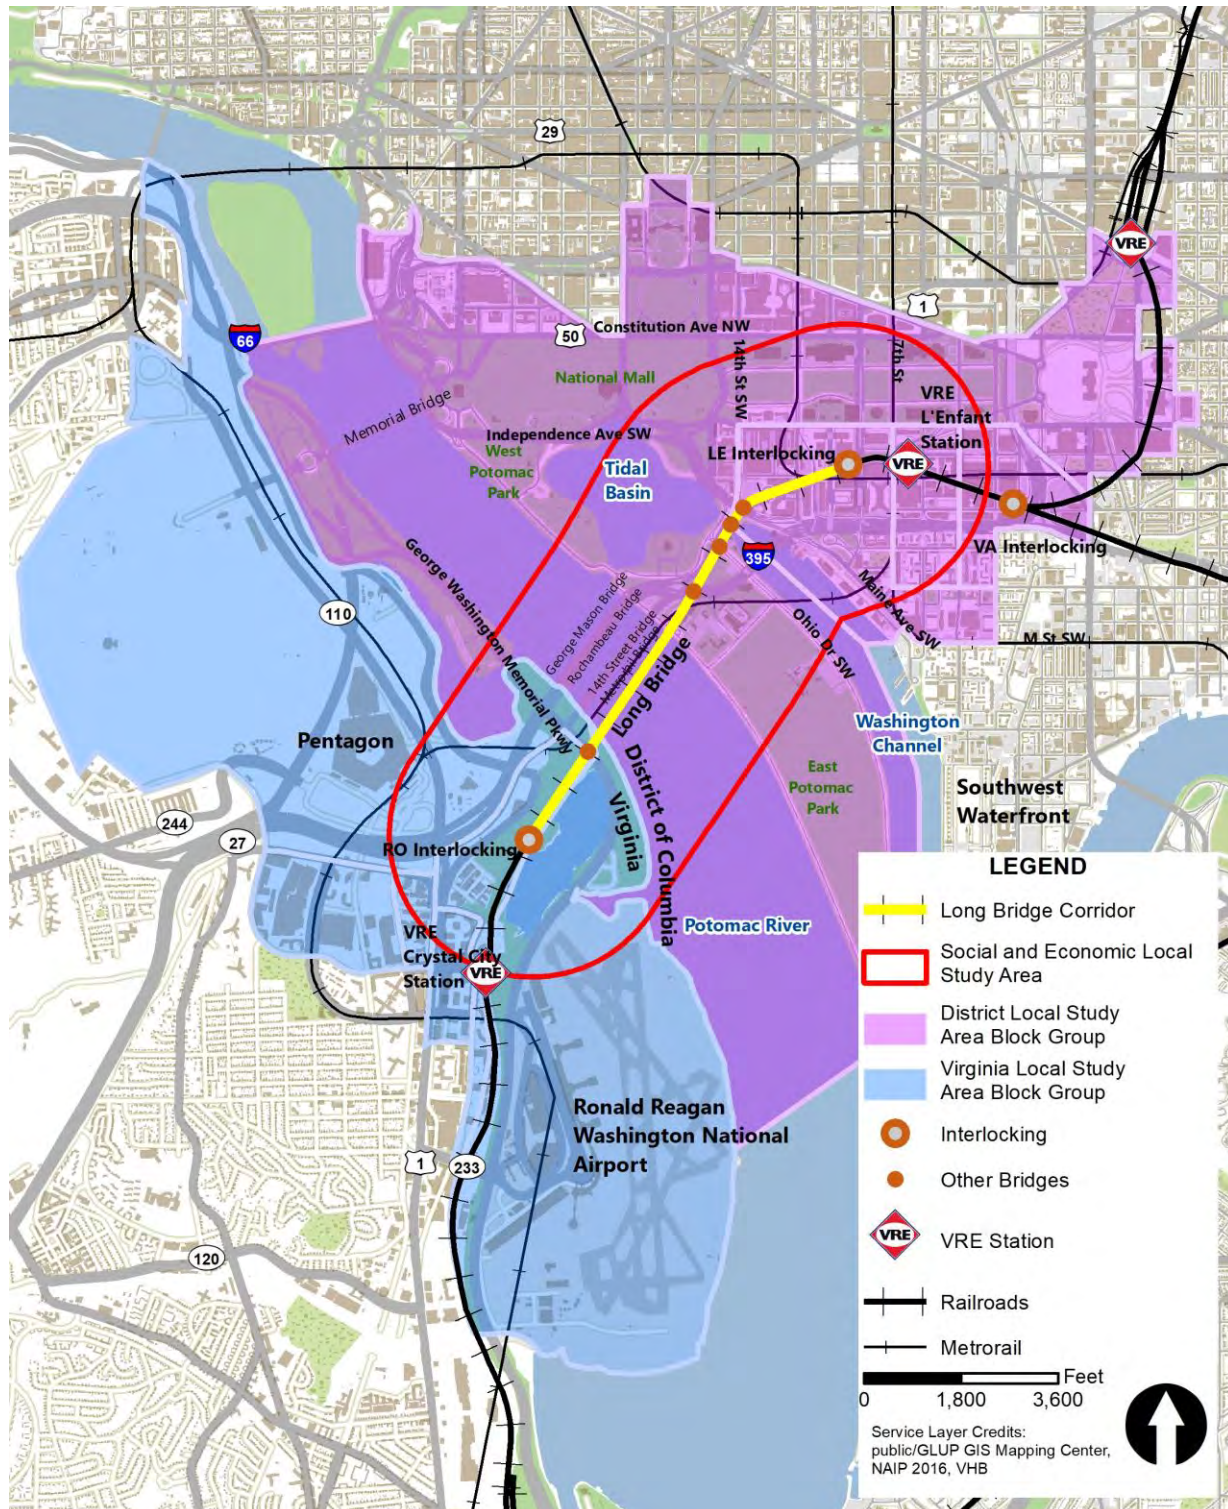 29
VRE
1
66
50
Constitution Ave NW
National Mall
14th St SW
7th St
VRE
L'Enfant
Station
Memorial Bridge
Independence Ave SW
West
Potomac
Park
Tidal
Basin
LE Interlocking
VRE
395
VA Interlocking
George Washington Memorial Pkwy
110
George Mason Bridge
Rochambeau Bridge
14th Street Bridge
Metrorail Bridge
Long Bridge
Maine Ave SW
Ohio Dr SW
M St SW
Washington
Channel
Pentagon
District of Columbia
Virginia
East
Potomac
Park
Southwest
Waterfront
244
27
RO Interlocking
VRE
Crystal City
Station
VRE
Potomac River
Ronald Reagan
Washington National
Airport
1
233
120
LEGEND
Long Bridge Corridor
Social and Economic Local
Study Area
District Local Study
Area Block Group
Virginia Local Study
Area Block Group
Interlocking
Other Bridges
VRE
VRE Station
Railroads
Metrorail
Feet
0 1,800 3,600
Service Layer Credits:
public/GLUP GIS Mapping Center,
NAIP 2016, VHB